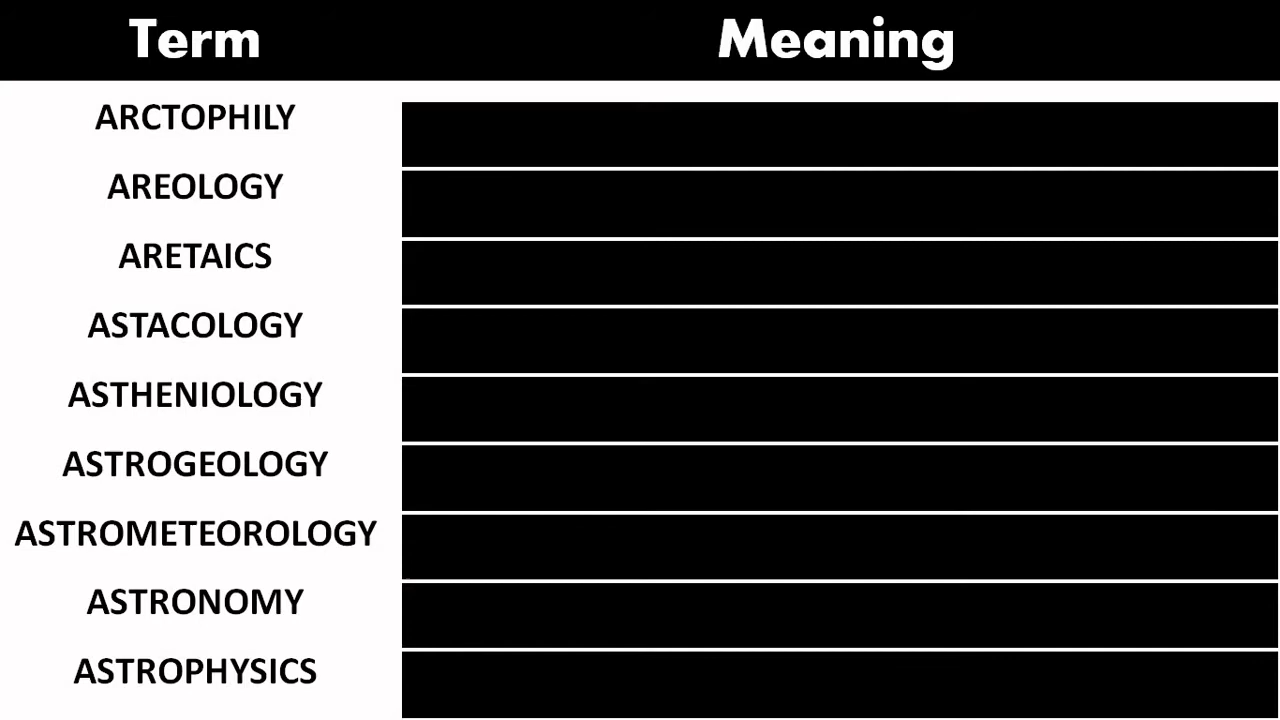 Term Meaning
ARCTOPHILY
AREOLOGY
ARETAICS
ASTACOLOGY
ASTHENIOLOGY
ASTROGEOLOGY
ASTROMETEOROLOGY
ASTRONOMY
ASTROPHYSICS